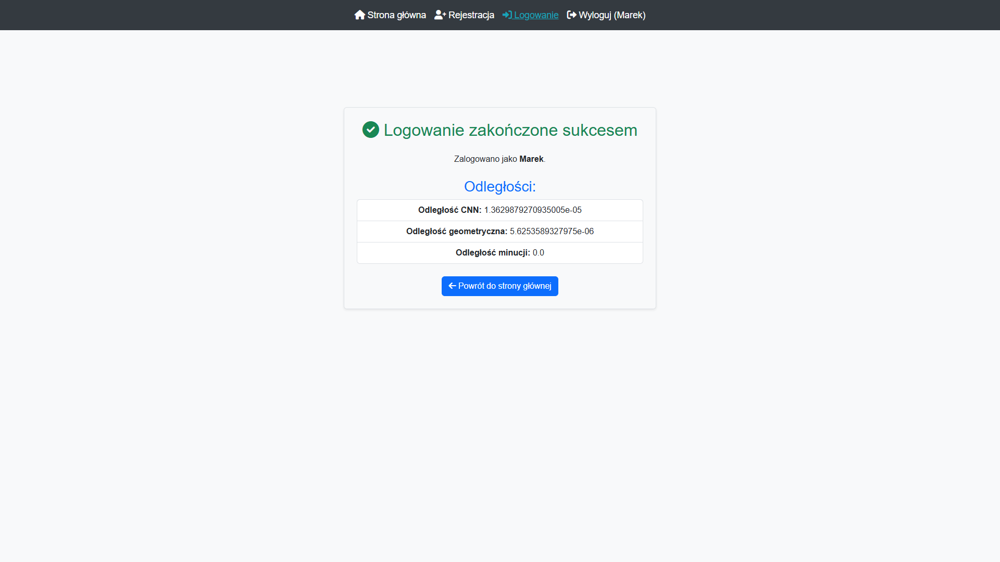 Strona główna Rejestracja Logowanie Wyloguj (Marek)
Logowanie zakończone sukcesem
Zalogowano jako Marek.
Odległości:
Odległość CNN: 1.3629879270935005e-05
Odległość geometryczna: 5.6253589327975e-06
Odległość minucji: 0.0
Powrót do strony głównej